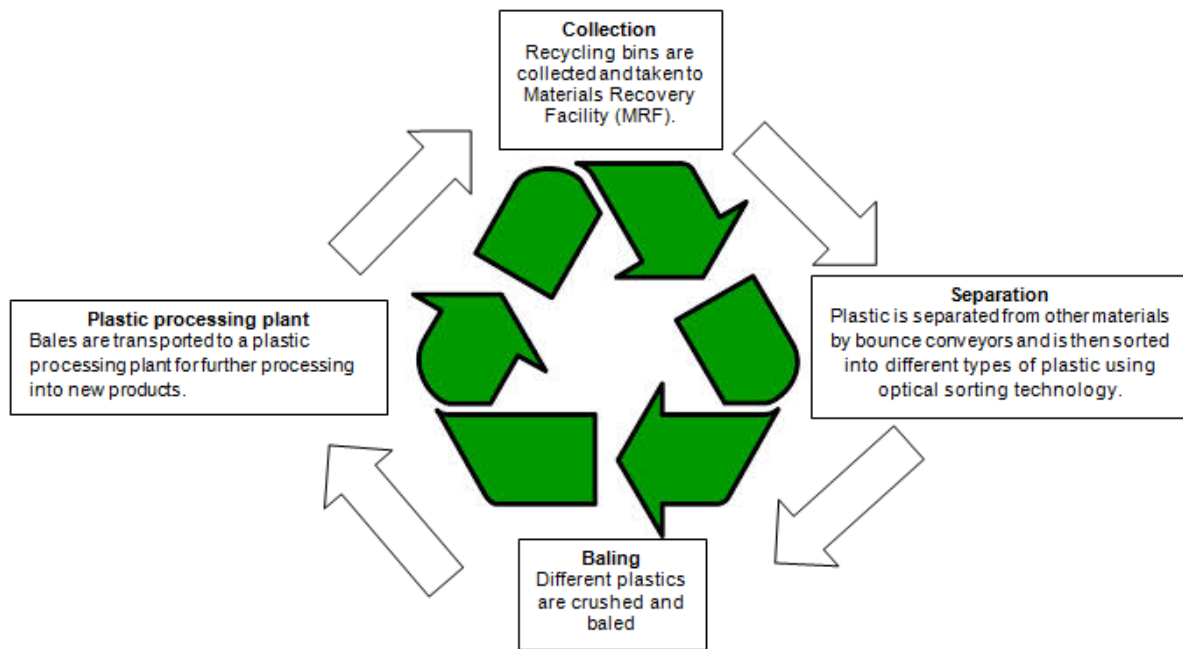 Collection
Recycling bins are
collected and taken to
Materials Recovery
Facility (MRF).
Separation
Plastic is separated from other materials
by bounce conveyors and is then sorted
into different types of plastic using
optical sorting technology.
Baling
Different plastics
are crushed and
baled
Plastic processing plant
Bales are transported to a plastic
processing plant for further processing
into new products.